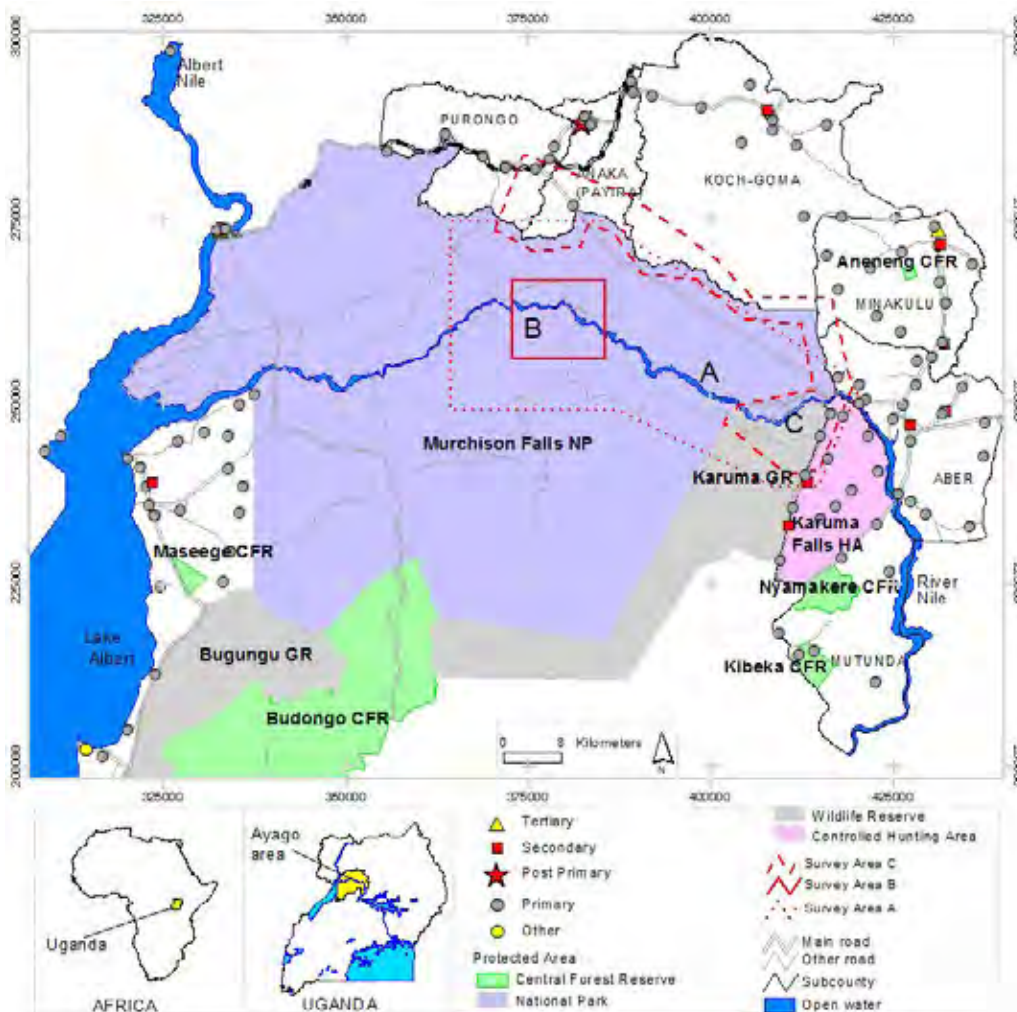 325000 350000 375000 400000 425000
300000
Albert
Nile
PURONGO
ANAKA
(PAYIRA)
KOCH-GOMA
275000
Aneneng CFR
MINAKULU
B
A
250000
C
Murchison Falls NP
Karuma GR
ABER
Karuma
Falls HA
Maseege CFR
225000
Nyamakere CFR
River
Nile
Lake
Albert
Bugungu GR
Kibeka CFR
MUTUNDA
Budongo CFR
0 8 Kilometers
N
200000
325000 350000 375000 400000 425000
Uganda
AFRICA
Ayago
area
UGANDA
Tertiary
Secondary
Post Primary
Primary
Other
Protected Area
Central Forest Reserve
National Park
Wildlife Reserve
Controlled Hunting Area
Survey Area C
Survey Area B
Survey Area A
Main road
Other road
Subcounty
Open water